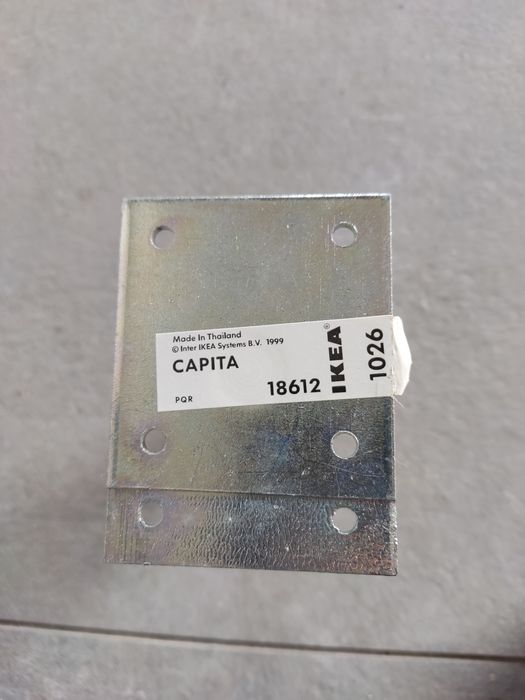 Made In Thailand
© Inter IKEA Systems B.V. 1999
CAPITA
18612
PQR
IKEA®
1026